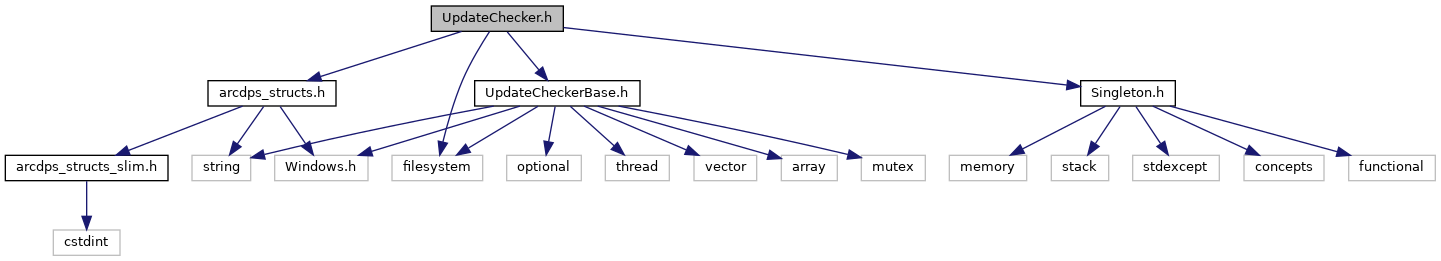 UpdateChecker.h
arcdps_structs.h
UpdateCheckerBase.h
Singleton.h
arcdps_structs_slim.h
string
Windows.h
filesystem
optional
thread
vector
array
mutex
memory
stack
stdexcept
concepts
functional
cstdint